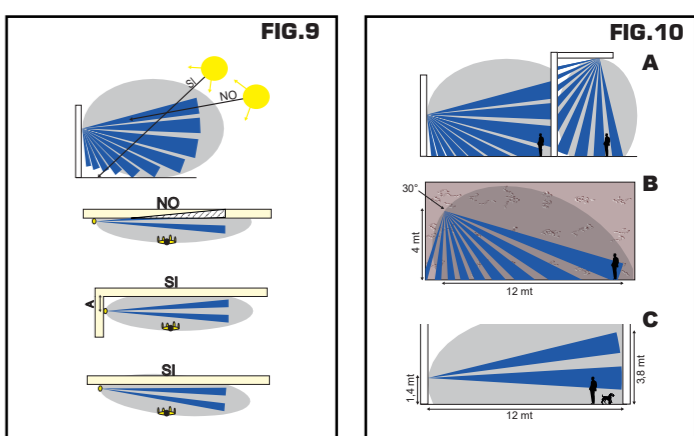 FIG.9
SI
NO
NO
SI
A
SI
FIG.10
A
B
30°
4 mt
12 mt
C
1,4 mt
3,8 mt
12 mt